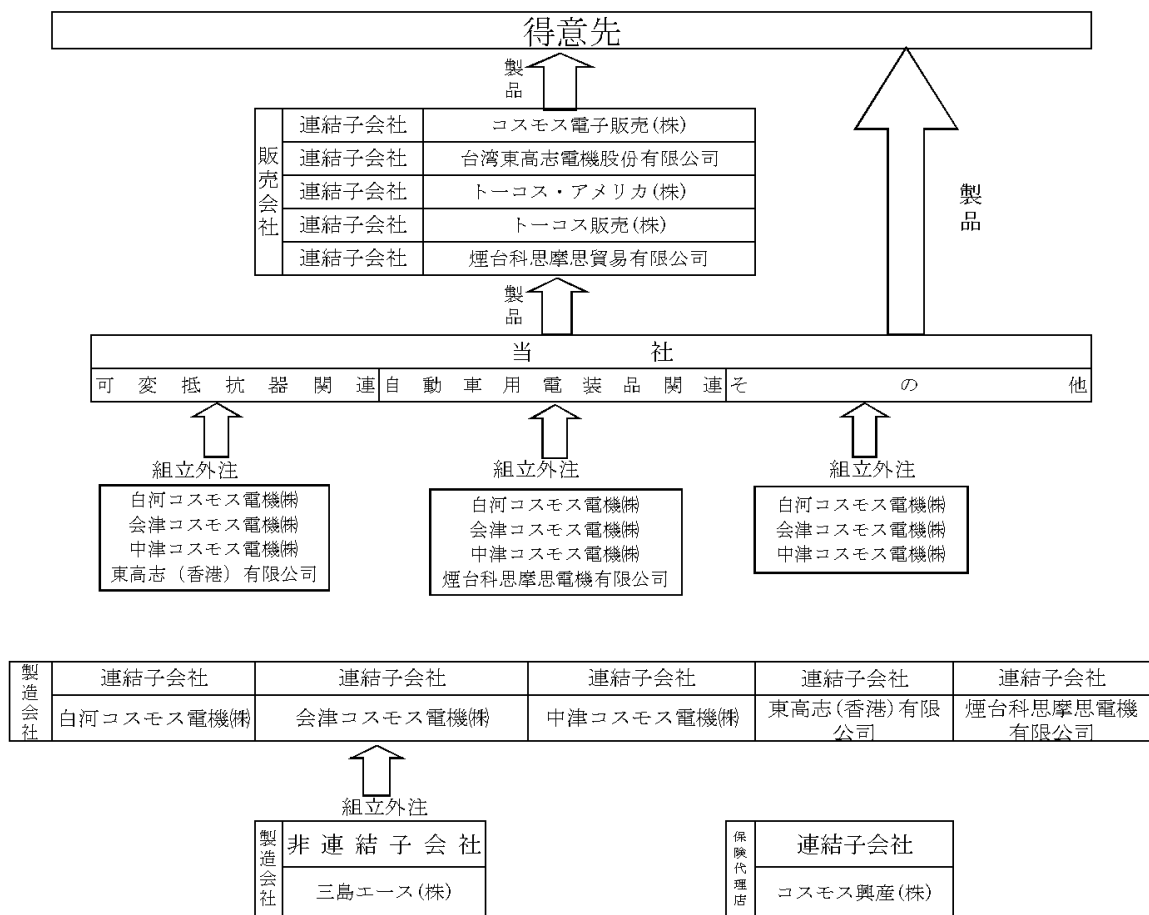 得意先
製品
販売会社
連結子会社 コスモス電子販売(株)
連結子会社 台湾東高志電機股份有限公司
連結子会社 トーコス・アメリカ(株)
連結子会社 トーコス販売(株)
連結子会社 煙台科思摩思貿易有限公司
製品
製品
当社
可変抵抗器関連 自動車用電装品関連 その他
組立外注 組立外注 組立外注
白河コスモス電機㈱
会津コスモス電機㈱
中津コスモス電機㈱
東高志（香港）有限公司
白河コスモス電機㈱
会津コスモス電機㈱
中津コスモス電機㈱
煙台科思摩思電機有限公司
白河コスモス電機㈱
会津コスモス電機㈱
中津コスモス電機㈱
製造会社
連結子会社 連結子会社 連結子会社 連結子会社 連結子会社
白河コスモス電機㈱ 会津コスモス電機㈱ 中津コスモス電機㈱ 東高志(香港)有限公司 煙台科思摩思電機有限公司
組立外注
製造会社
非連結子会社
三島エース(株)
保険代理店
連結子会社
コスモス興産(株)